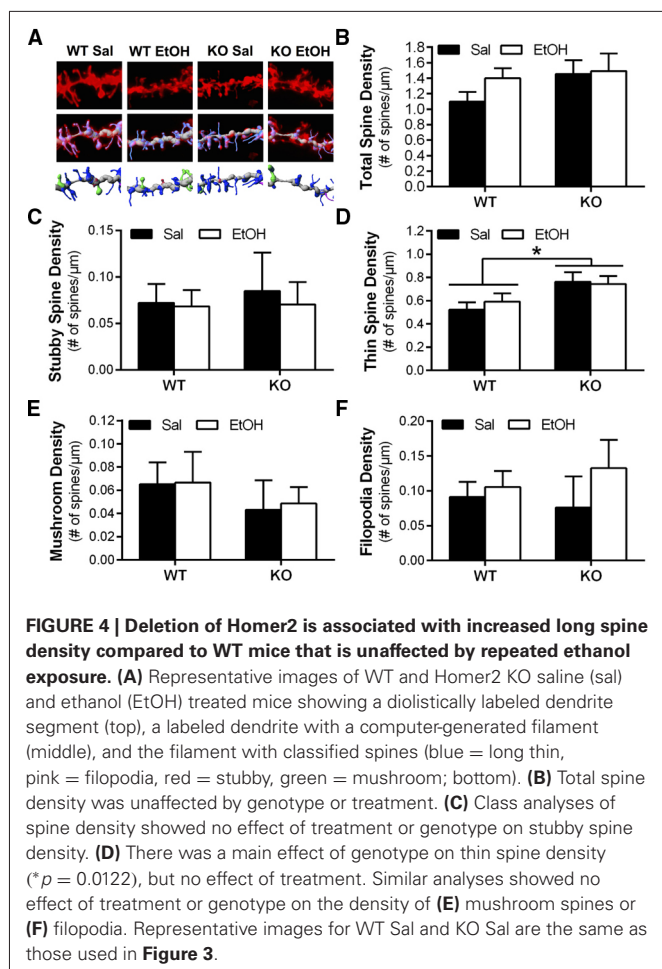 A
WT Sal WT EtOH KO Sal KO EtOH
B
Sal EtOH
Total Spine Density
(# of spines/µm)
1.8
1.6
1.4
1.2
1.0
0.8
0.6
0.4
0.2
0.0
WT KO
C
Sal EtOH
Stubby Spine Density
(# of spines/µm)
0.15
0.10
0.05
0.00
WT KO
D
Sal EtOH
*
Thin Spine Density
(# of spines/µm)
1.2
1.0
0.8
0.6
0.4
0.2
0.0
WT KO
E
Sal EtOH
Mushroom Density
(# of spines/µm)
0.12
0.10
0.08
0.06
0.04
0.02
0.00
WT KO
F
Sal EtOH
Filopodia Density
(# of spines/µm)
0.20
0.15
0.10
0.05
0.00
WT KO
FIGURE 4 | Deletion of Homer2 is associated with increased long spine
density compared to WT mice that is unaffected by repeated ethanol
exposure. (A) Representative images of WT and Homer2 KO saline (sal)
and ethanol (EtOH) treated mice showing a diolistically labeled dendrite
segment (top), a labeled dendrite with a computer-generated filament
(middle), and the filament with classified spines (blue = long thin,
pink = filopodia, red = stubby, green = mushroom; bottom). (B) Total spine
density was unaffected by genotype or treatment. (C) Class analyses of
spine density showed no effect of treatment or genotype on stubby spine
density. (D) There was a main effect of genotype on thin spine density
(*p = 0.0122), but no effect of treatment. Similar analyses showed no
effect of treatment or genotype on the density of (E) mushroom spines or
(F) filopodia. Representative images for WT Sal and KO Sal are the same as
those used in Figure 3.